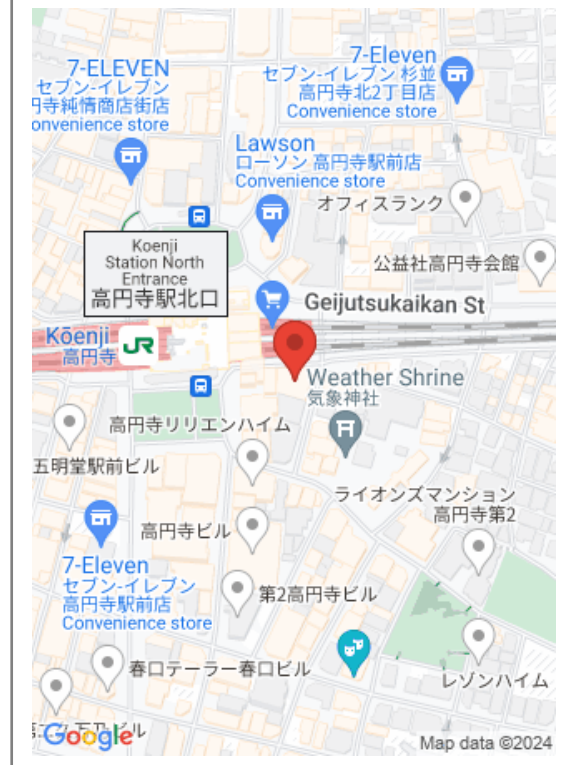 7-ELEVEN
セブン-イレブン
円寺純情商店街店
onvenience store
7-Eleven
セブン-イレブン 杉並
高円寺北2丁目店
Convenience store
Lawson
ローソン 高円寺駅前店
Convenience store
オフィスランク
公益社高円寺会館
Koenji
Station North
Entrance
高円寺駅北口
Geijutsukaikan St
Kōenji
高円寺
JR
Weather Shrine
気象神社
高円寺リリエンハイム
五明堂駅前ビル
ライオンズマンション
高円寺第2
高円寺ビル
7-Eleven
セブン-イレブン
高円寺駅前店
Convenience store
第2高円寺ビル
春口テーラー春口ビル
レゾンハイム
Google
Map data ©2024